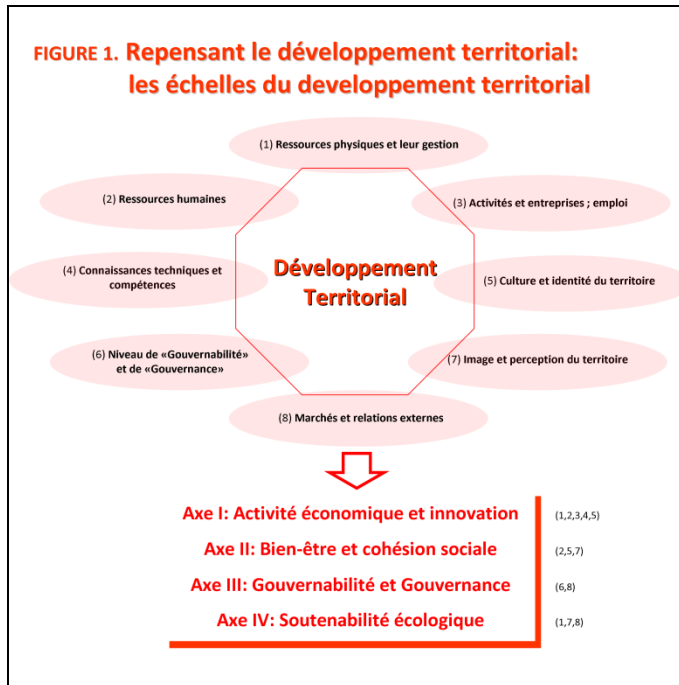 FIGURE 1. Repensant le développement territorial:
les échelles du developpement territorial
(1) Ressources physiques et leur gestion
(2) Ressources humaines
(3) Activités et entreprises ; emploi
(4) Connaissances techniques et
compétences
Développement
Territorial
(5) Culture et identité du territoire
(6) Niveau de «Gouvernabilité»
et de «Gouvernance»
(7) Image et perception du territoire
(8) Marchés et relations externes
Axe I: Activité économique et innovation (1,2,3,4,5)
Axe II: Bien-être et cohésion sociale (2,5,7)
Axe III: Gouvernabilité et Gouvernance (6,8)
Axe IV: Soutenabilité écologique (1,7,8)